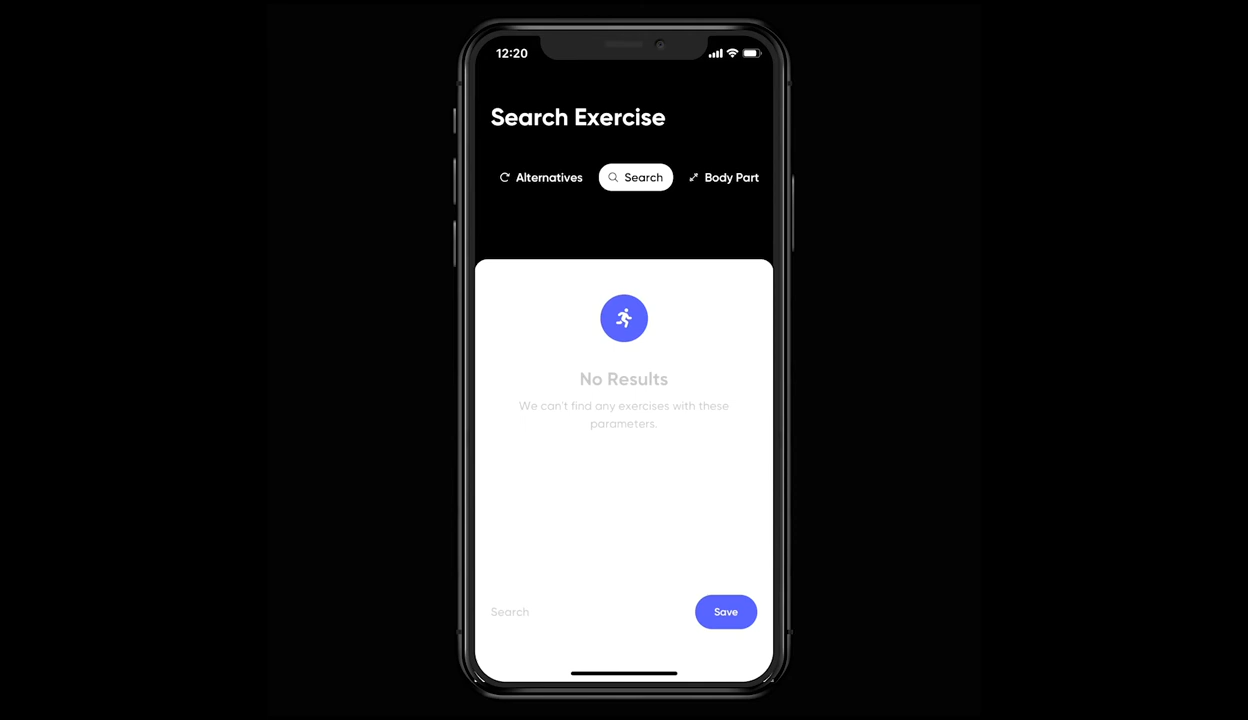 12:20
Search Exercise
Alternatives Search Body Part
No Results
We can't find any exercises with these
parameters.
Search Save